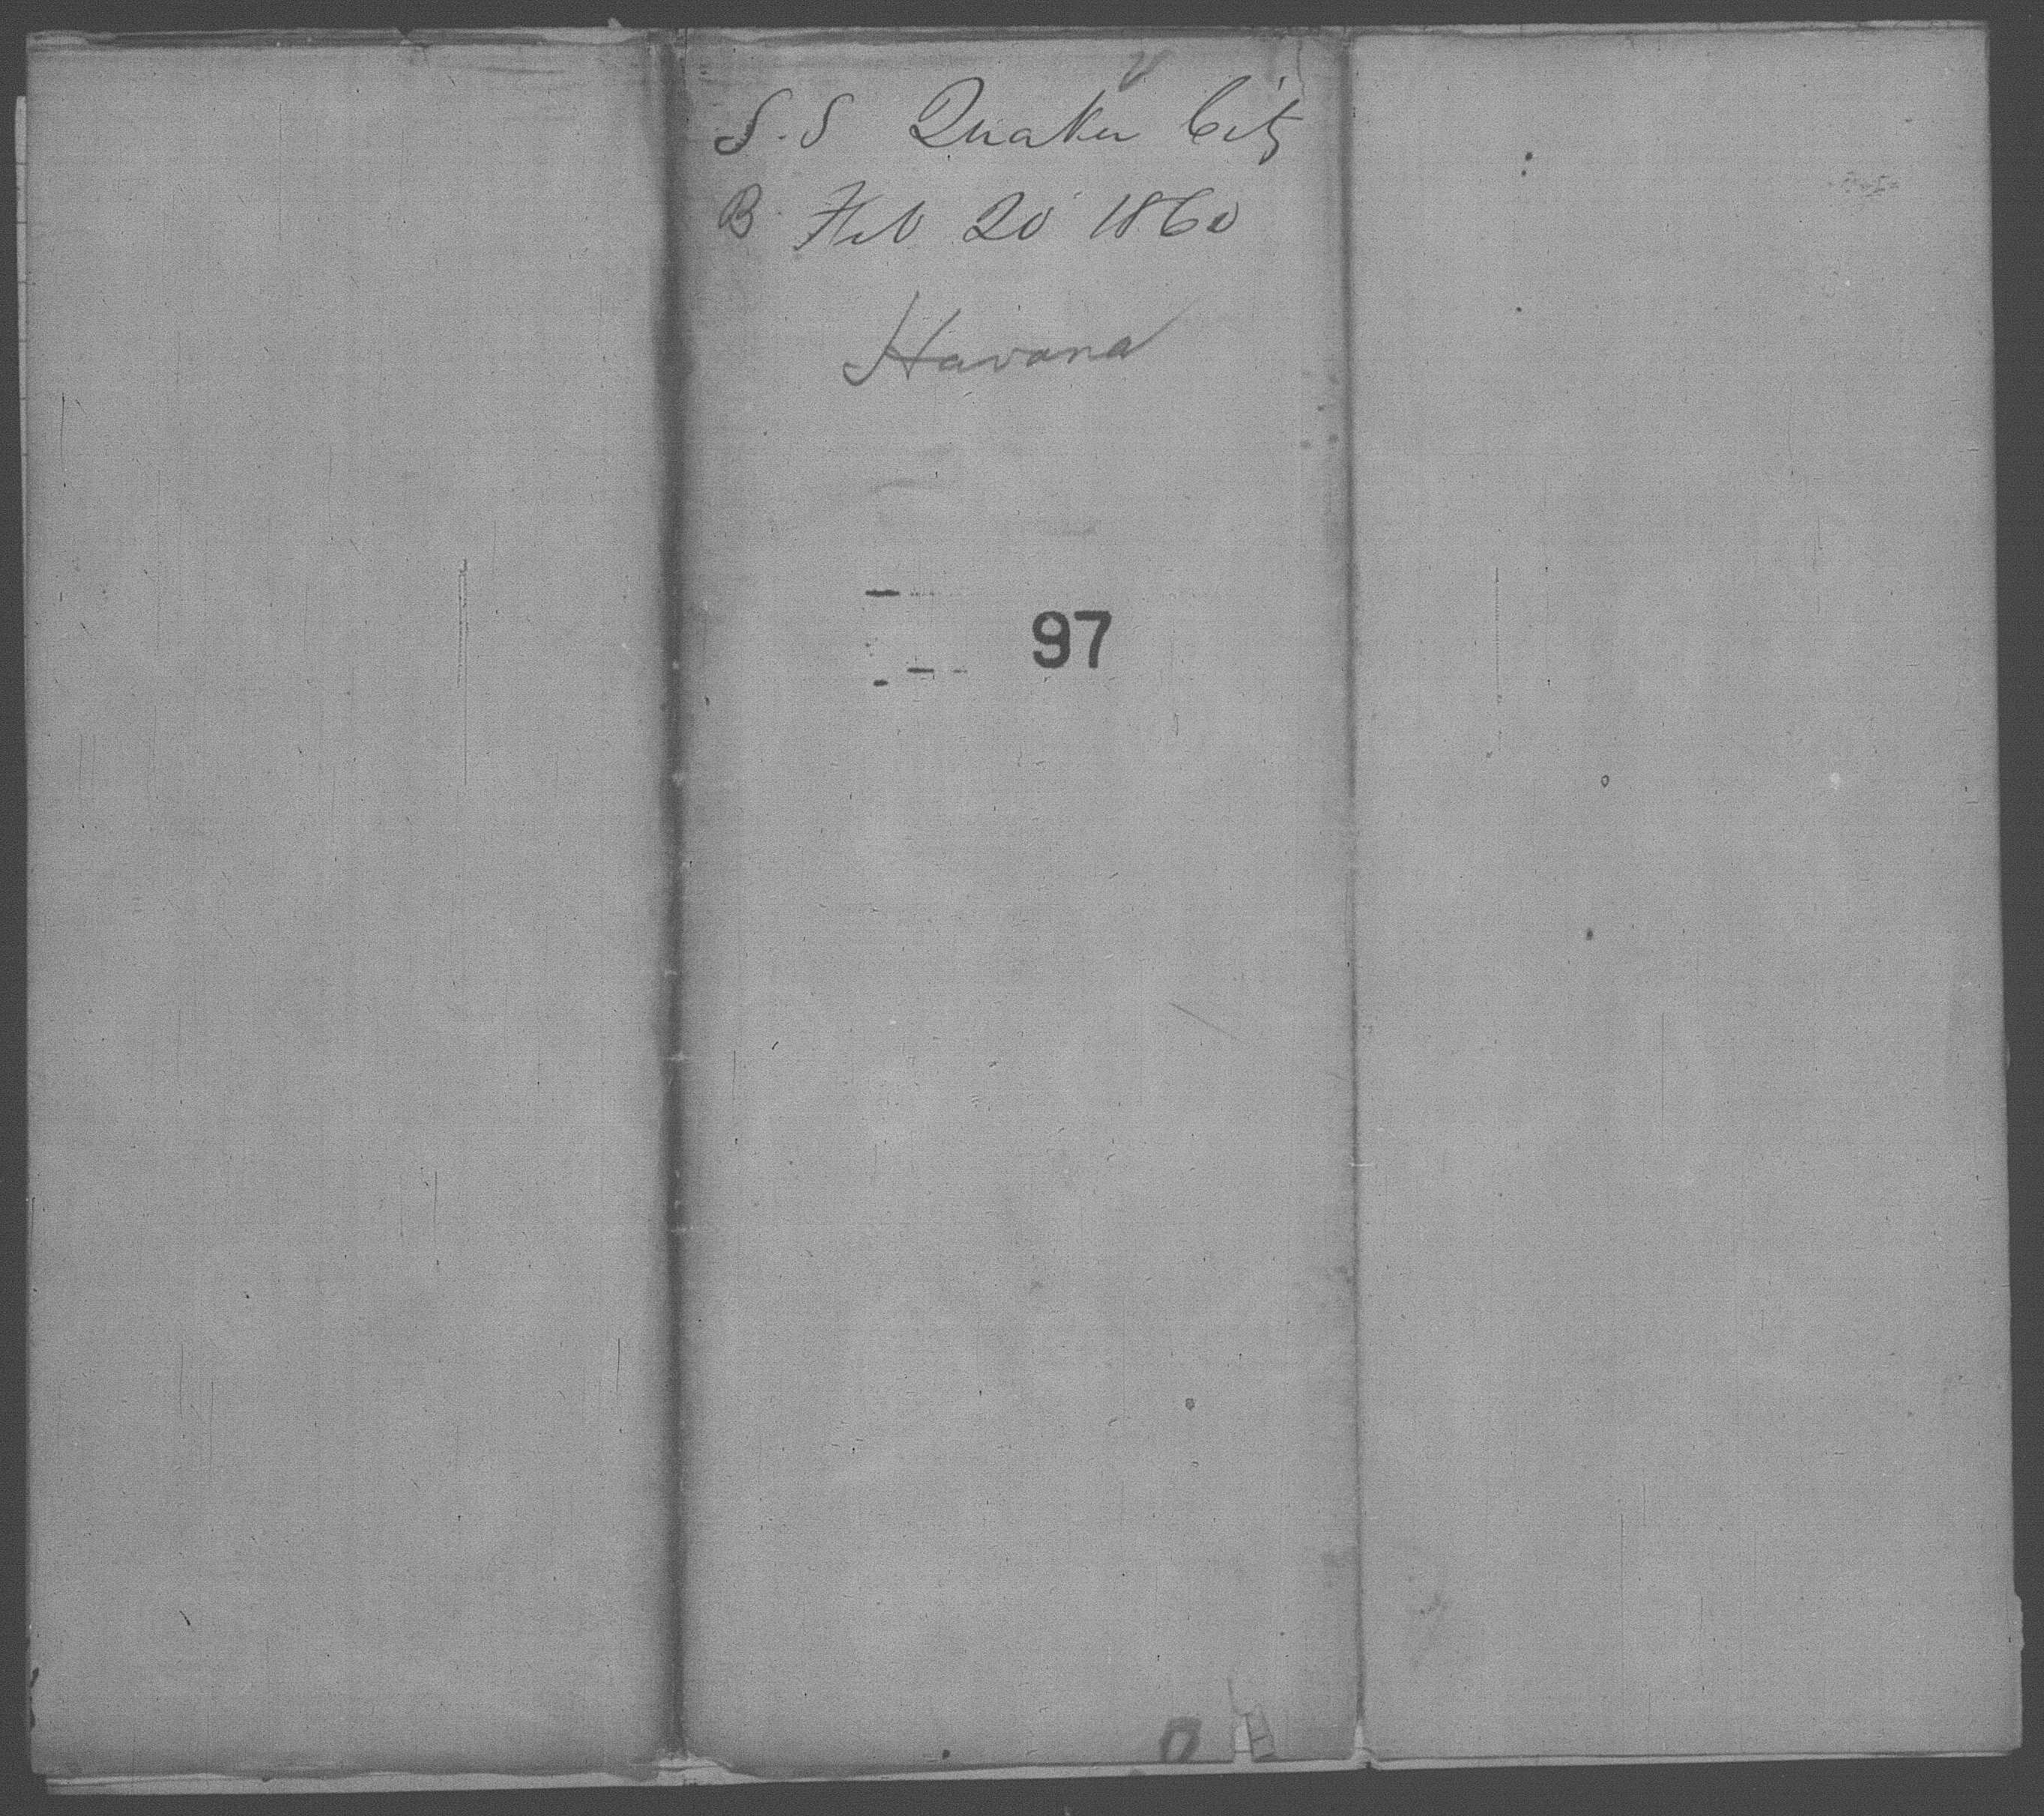 S.S Quaker City
B. Feb 20 1860
Havana
97